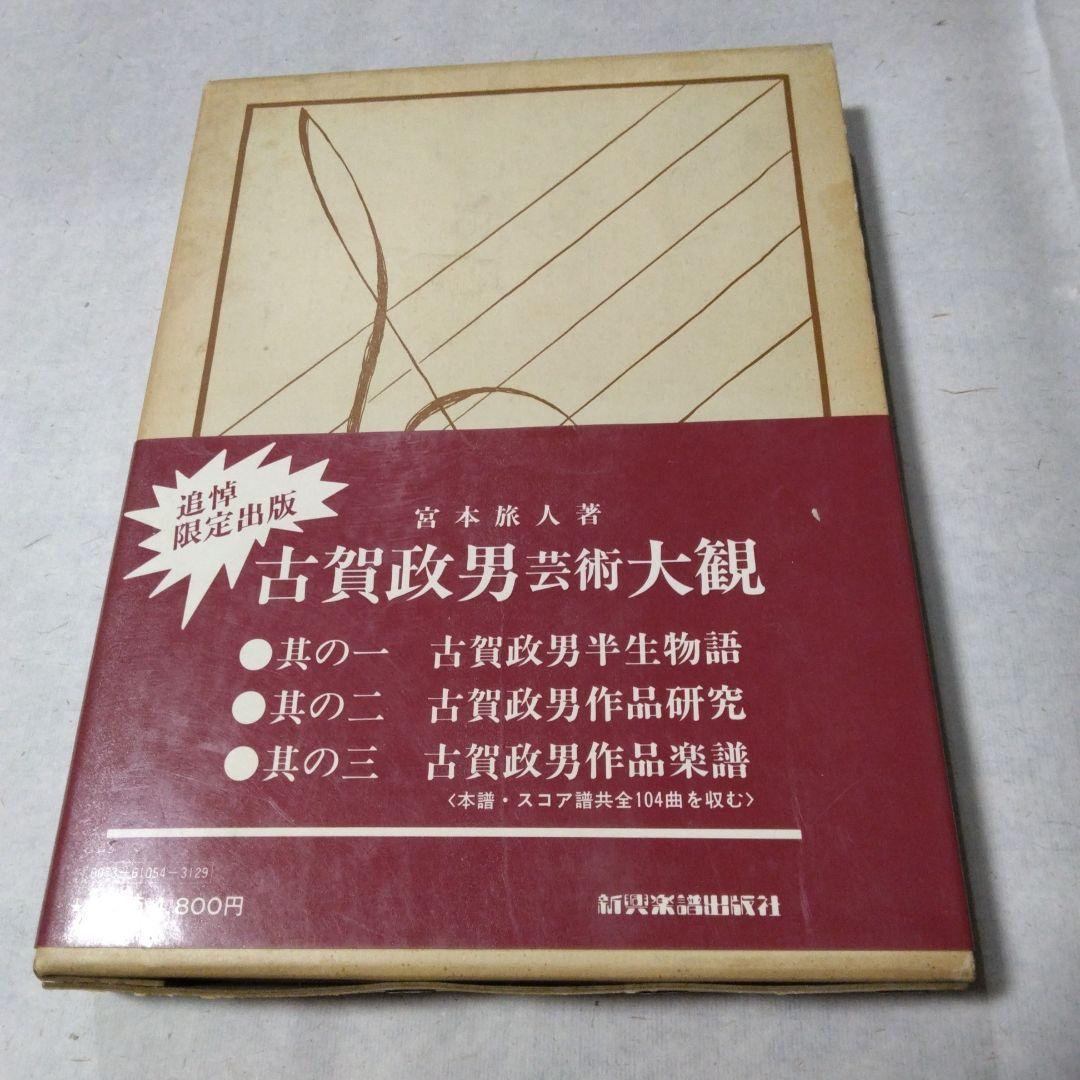 追悼
限定出版
宮本旅人著
古賀政男芸術大観
●其の一 古賀政男半生物語
●其の二 古賀政男作品研究
●其の三 古賀政男作品楽譜
〈本譜・スコア譜共全104曲を収む〉
61054-3129
800円
新興楽譜出版社